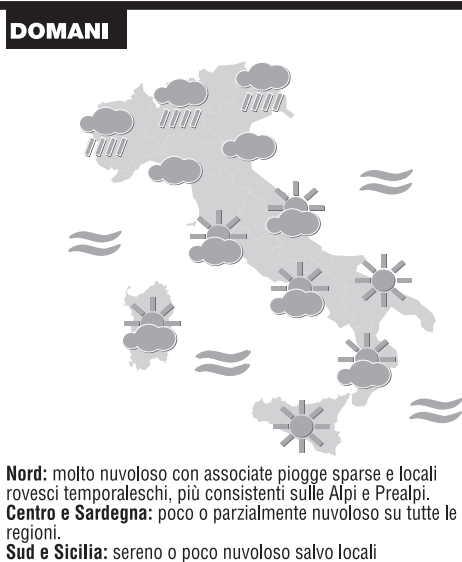 DOMANI
Nord: molto nuvoloso con associate piogge sparse e locali
rovesci temporaleschi, più consistenti sulle Alpi e Prealpi.
Centro e Sardegna: poco o parzialmente nuvoloso su tutte le
regioni.
Sud e Sicilia: sereno o poco nuvoloso salvo locali